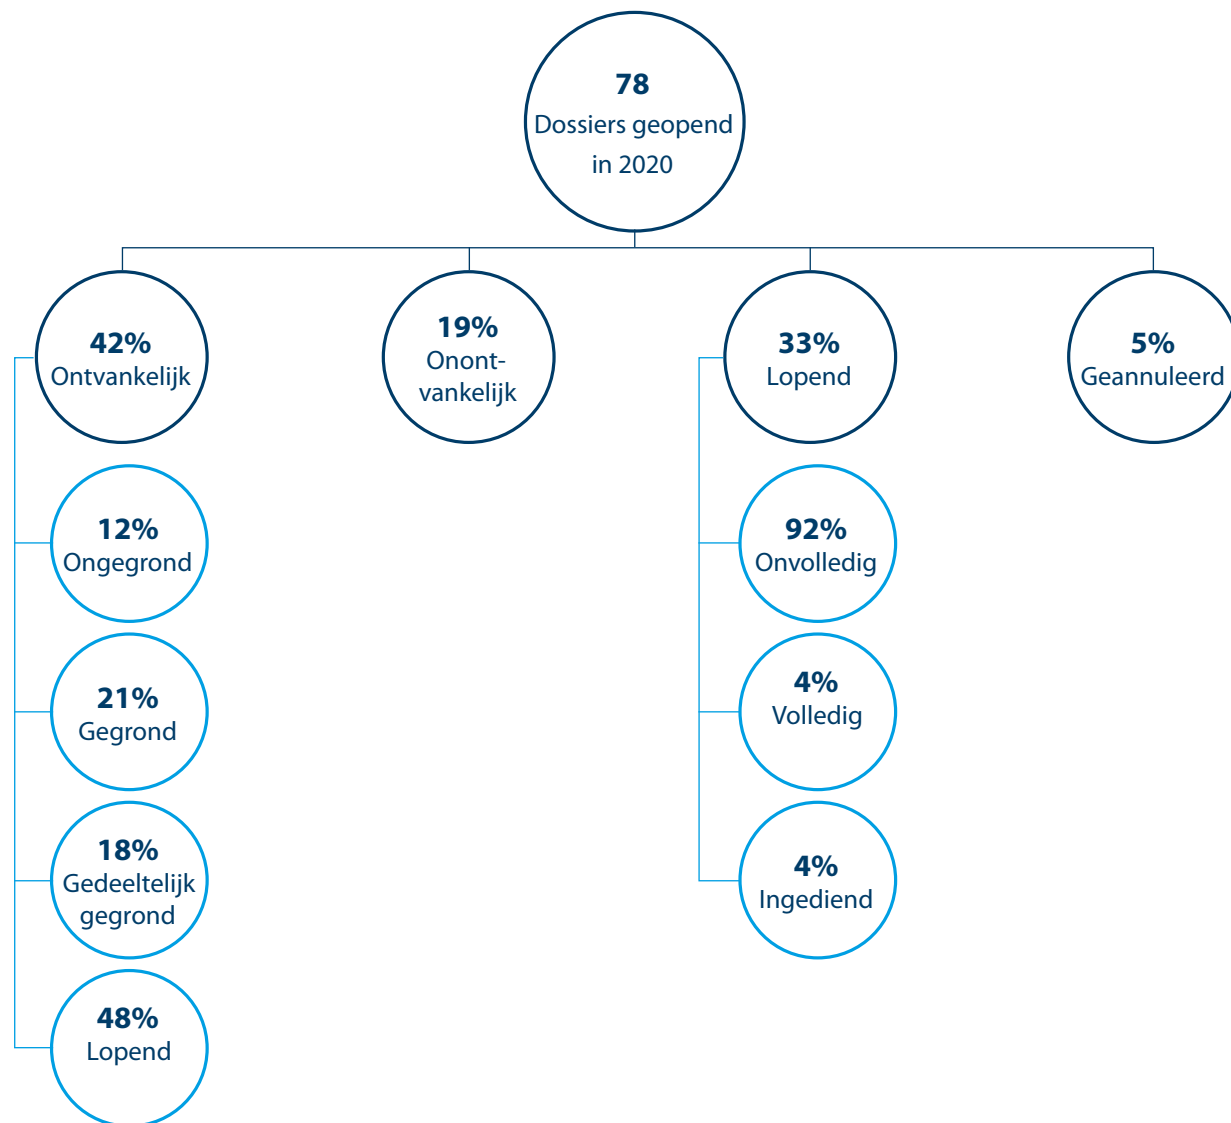 78
Dossiers geopend
in 2020
42%
Ontvankelijk
19%
Onont-
vankelijk
33%
Lopend
5%
Geannuleerd
12%
Ongegrond
21%
Gegrond
18%
Gedeeltelijk
gegrond
48%
Lopend
92%
Onvolledig
4%
Volledig
4%
Ingediend